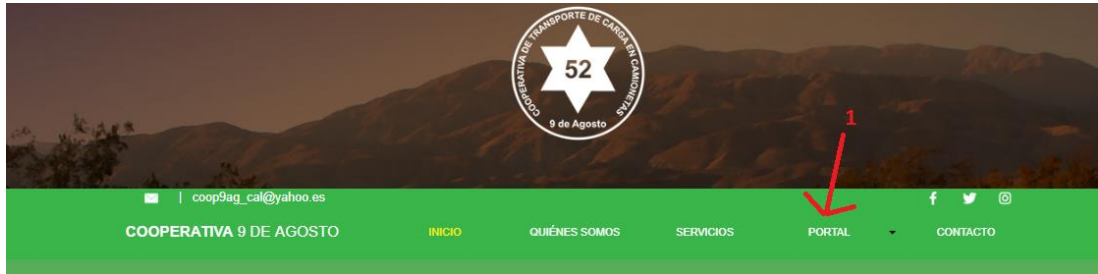 COOPERATIVA DE TRANSPORTE DE CARGA EN CAMIONETAS
52
9 de Agosto
1
| coop9ag_cal@yahoo.es
COOPERATIVA 9 DE AGOSTO INICIO QUIÉNES SOMOS SERVICIOS PORTAL CONTACTO